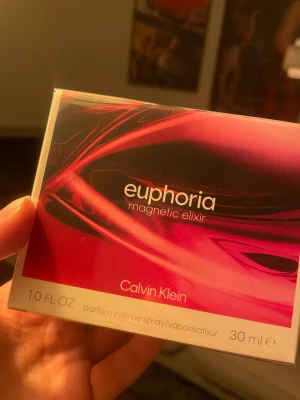 euphoria
magnetic elixir
Calvin Klein
1.0 FL OZ parfum intense spray/vaporisateur 30 ml e